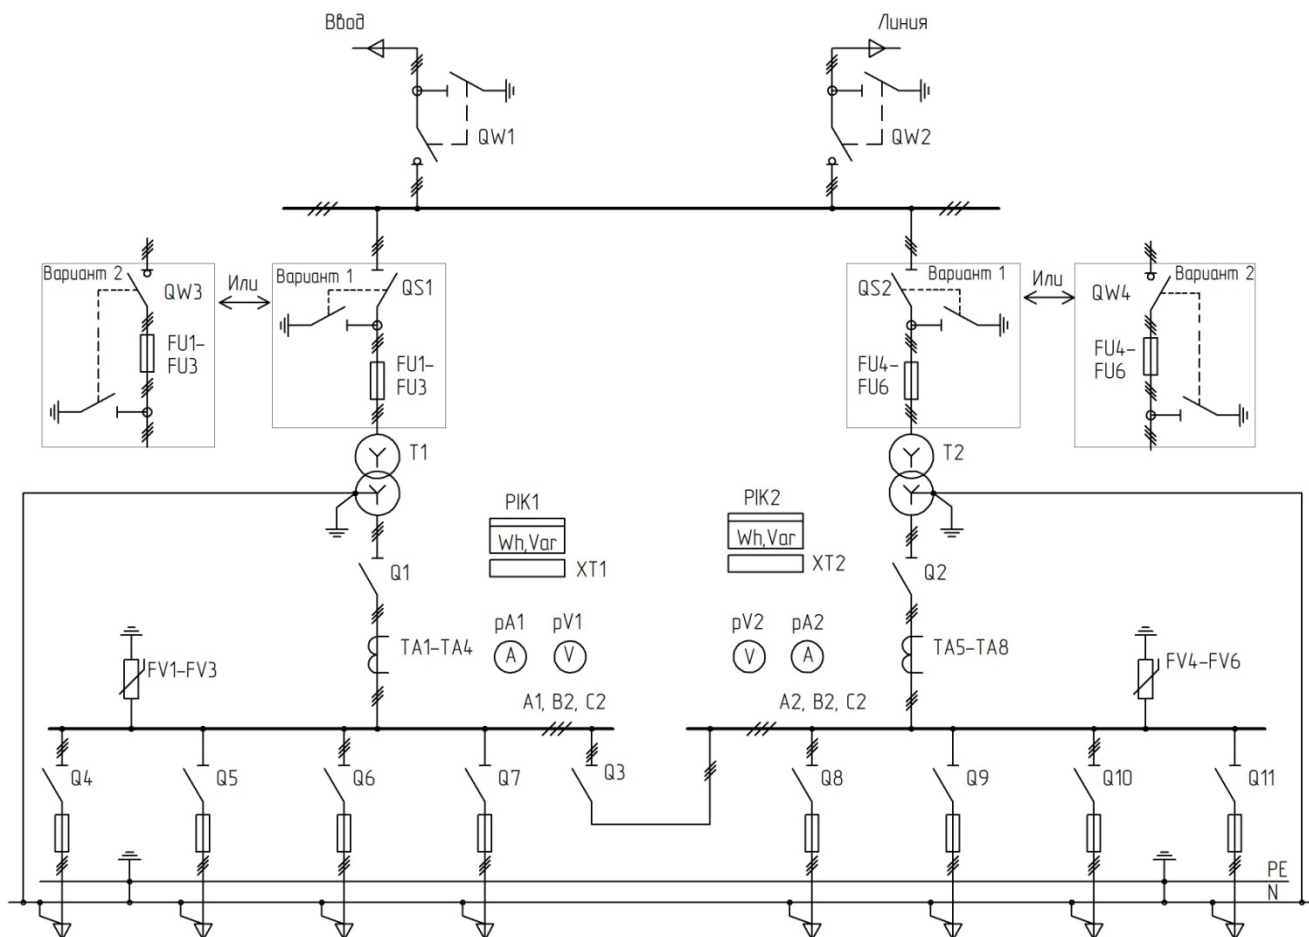 Ввод
Линия
QW1
QW2
Вариант 2
QW3
Или
Вариант 1
QS1
QS2
Вариант 1
Или
QW4
Вариант 2
FU1-
FU3
FU1-
FU3
FU4-
FU6
FU4-
FU6
T1
T2
PIK1
Wh,Var
XT1
PIK2
Wh,Var
XT2
Q1
Q2
pA1
A
pV1
V
pV2
V
pA2
A
TA1-TA4
TA5-TA8
FV1-FV3
FV4-FV6
A1, B2, C2
A2, B2, C2
Q4
Q5
Q6
Q7
Q3
Q8
Q9
Q10
Q11
PE
N